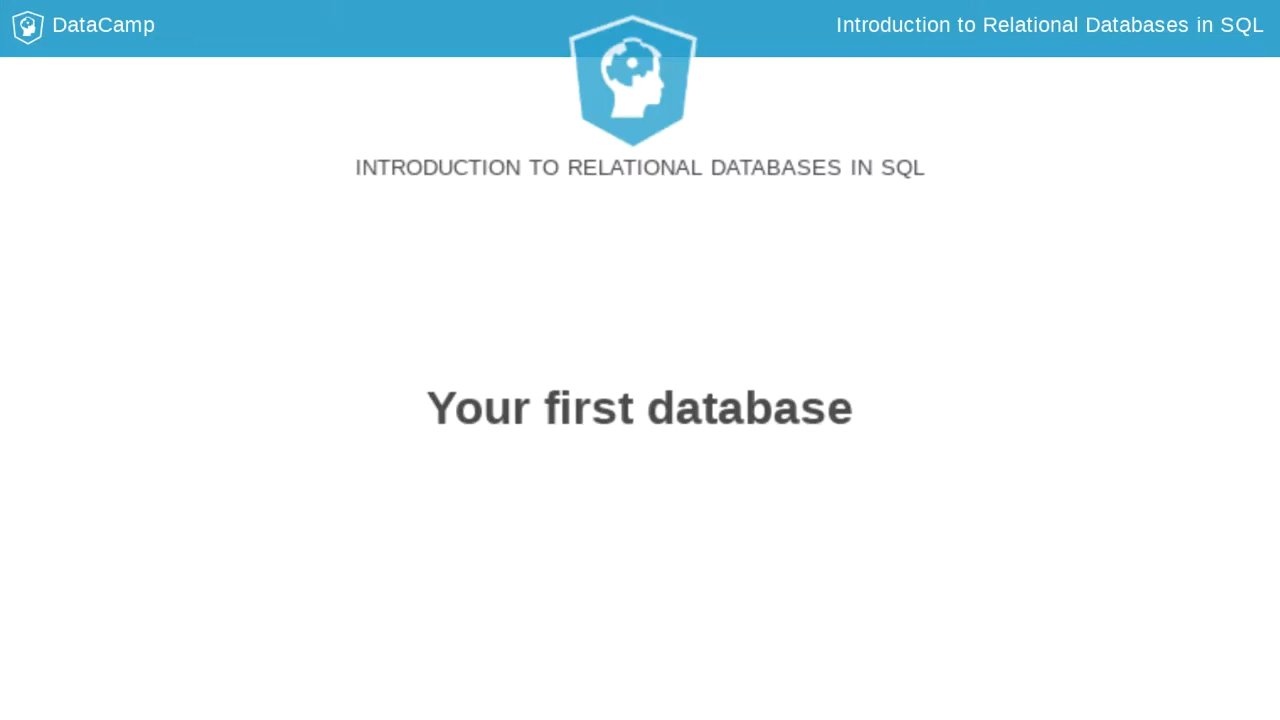 DataCamp
Introduction to Relational Databases in SQL
INTRODUCTION TO RELATIONAL DATABASES IN SQL
Your first database